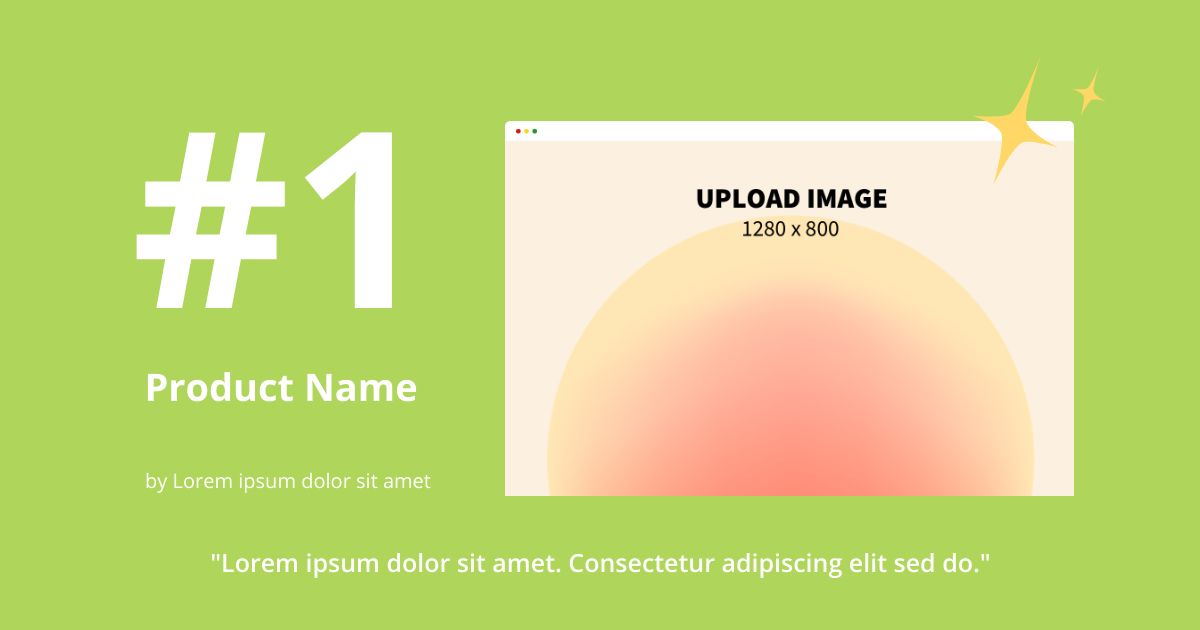 #1
Product Name
by Lorem ipsum dolor sit amet
UPLOAD IMAGE
1280 x 800
"Lorem ipsum dolor sit amet. Consectetur adipiscing elit sed do."